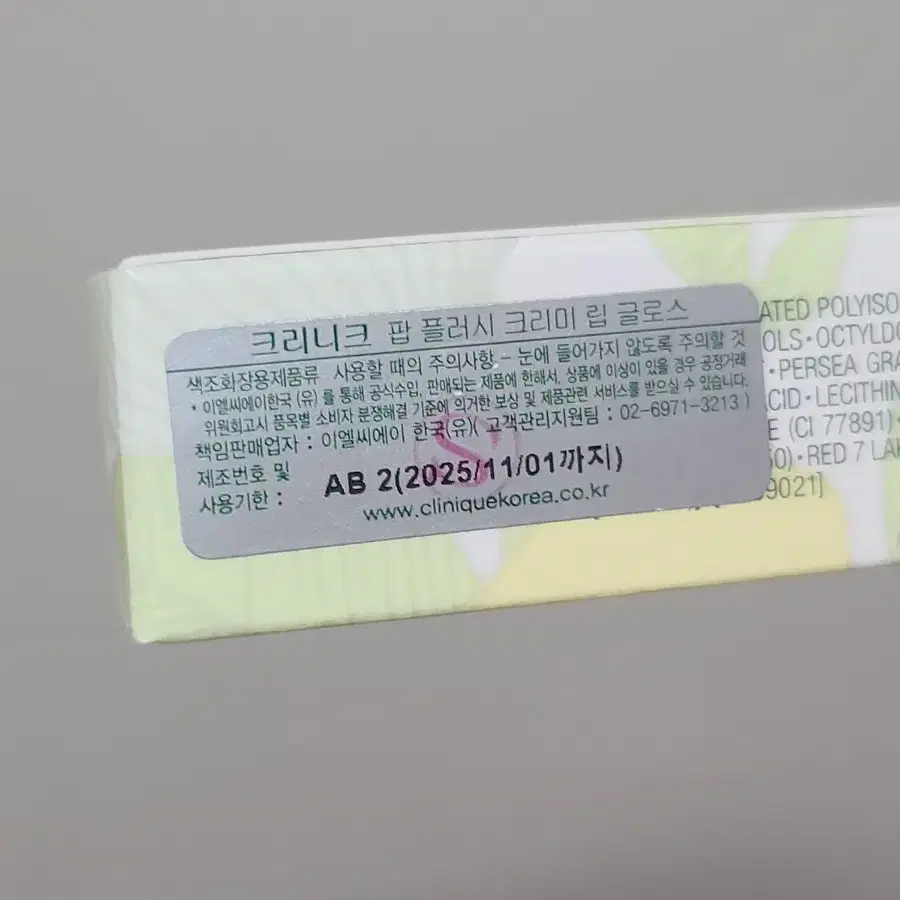 크리니크 팝 플러시 크리미 립 글로스
색조화장용제품류 사용할 때의 주의사항 - 눈에 들어가지 않도록 주의할 것
• 이엘씨에이한국 (유) 를 통해 공식수입, 판매되는 제품에 한해서, 상품에 이상이 있을 경우 공정거래
위원회고시 품목별 소비자 분쟁해결 기준에 의거한 보상 및 제품관련 서비스를 받으실 수 있습니다.
책임판매업자 : 이엘씨에이 한국(유)( 고객관리지원팀 : 02-6971-3213 )
제조번호 및
사용기한 : AB 2(2025/11/01까지)
www.cliniquekorea.co.kr
ATED POLYISO
OLS • OCTYLDO
• PERSEA GRA
CID • LECITHIN
E (CI 77891) •
50) • RED 7 LAK
9021]